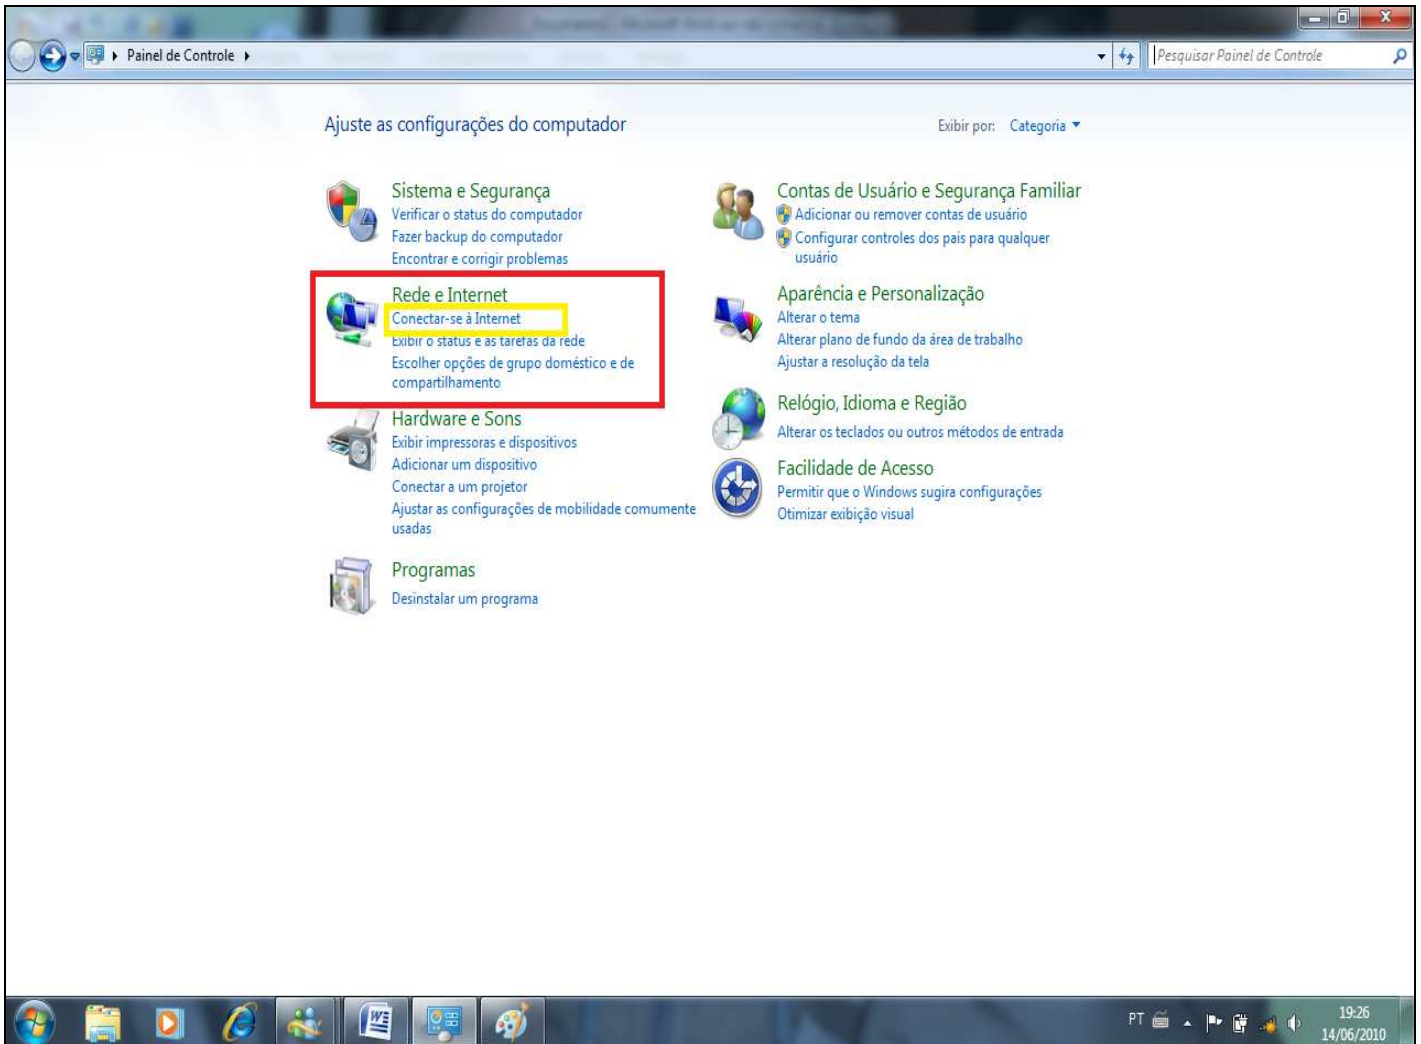 Painel de Controle
Pesquisar Painel de Controle
Ajuste as configurações do computador
Exibir por: Categoria
Sistema e Segurança
Verificar o status do computador
Fazer backup do computador
Encontrar e corrigir problemas
Rede e Internet
Conectar-se à Internet
Exibir o status e as tarefas da rede
Escolher opções de grupo doméstico e de
compartilhamento
Hardware e Sons
Exibir impressoras e dispositivos
Adicionar um dispositivo
Conectar a um projetor
Ajustar as configurações de mobilidade comumente
usadas
Programas
Desinstalar um programa
Contas de Usuário e Segurança Familiar
Adicionar ou remover contas de usuário
Configurar controles dos pais para qualquer
usuário
Aparência e Personalização
Alterar o tema
Alterar plano de fundo da área de trabalho
Ajustar a resolução da tela
Relógio, Idioma e Região
Alterar os teclados ou outros métodos de entrada
Facilidade de Acesso
Permitir que o Windows sugira configurações
Otimizar exibição visual
PT
19:26
14/06/2010